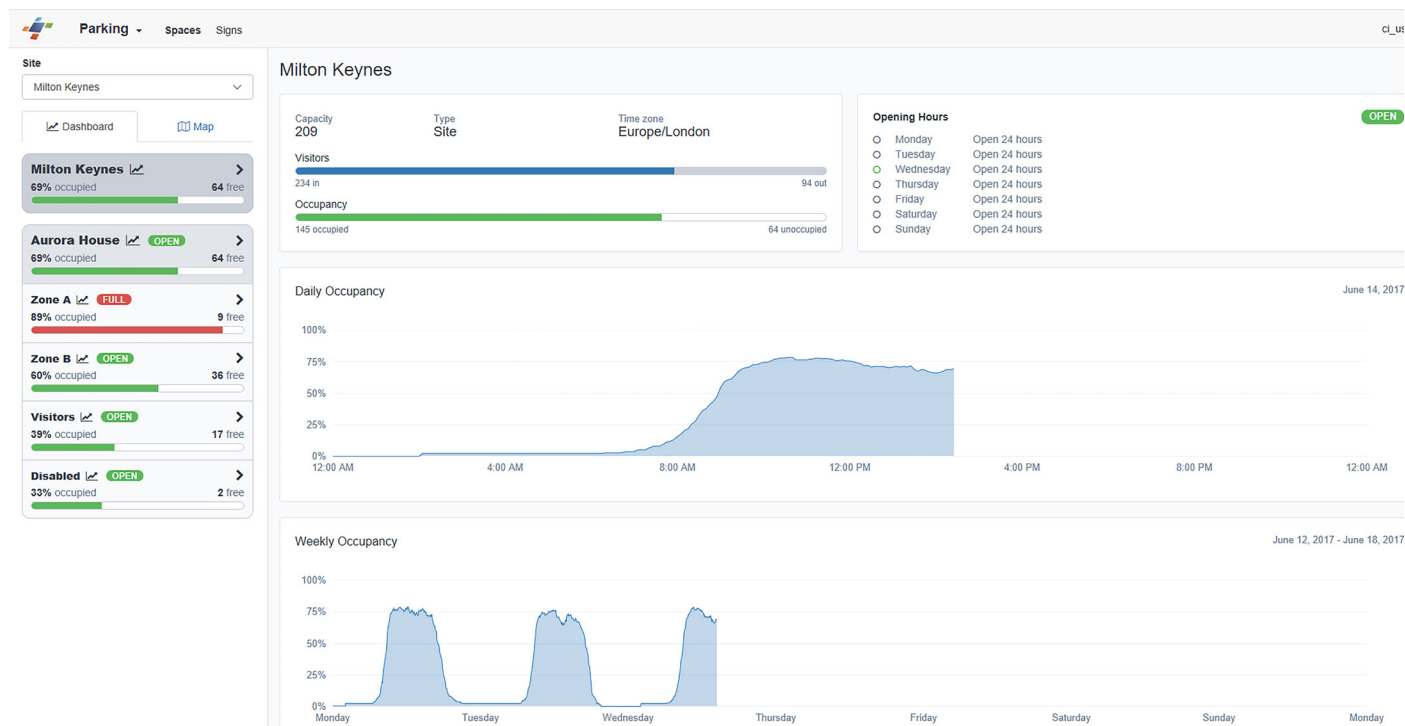 Parking Spaces Signs
Site
Milton Keynes
Dashboard Map
Milton Keynes
69% occupied 64 free
Aurora House OPEN
69% occupied 64 free
Zone A FULL
89% occupied 9 free
Zone B OPEN
60% occupied 36 free
Visitors OPEN
39% occupied 17 free
Disabled OPEN
33% occupied 2 free
Milton Keynes
Capacity Type Time zone
209 Site Europe/London
Visitors
234 in 94 out
Occupancy
145 occupied 64 unoccupied
Opening Hours OPEN
Monday Open 24 hours
Tuesday Open 24 hours
Wednesday Open 24 hours
Thursday Open 24 hours
Friday Open 24 hours
Saturday Open 24 hours
Sunday Open 24 hours
Daily Occupancy June 14, 2017
100%
75%
50%
25%
0%
12:00 AM 4:00 AM 8:00 AM 12:00 PM 4:00 PM 8:00 PM 12:00 AM
Weekly Occupancy June 12, 2017 - June 18, 2017
100%
75%
50%
25%
0%
Monday Tuesday Wednesday Thursday Friday Saturday Sunday Monday